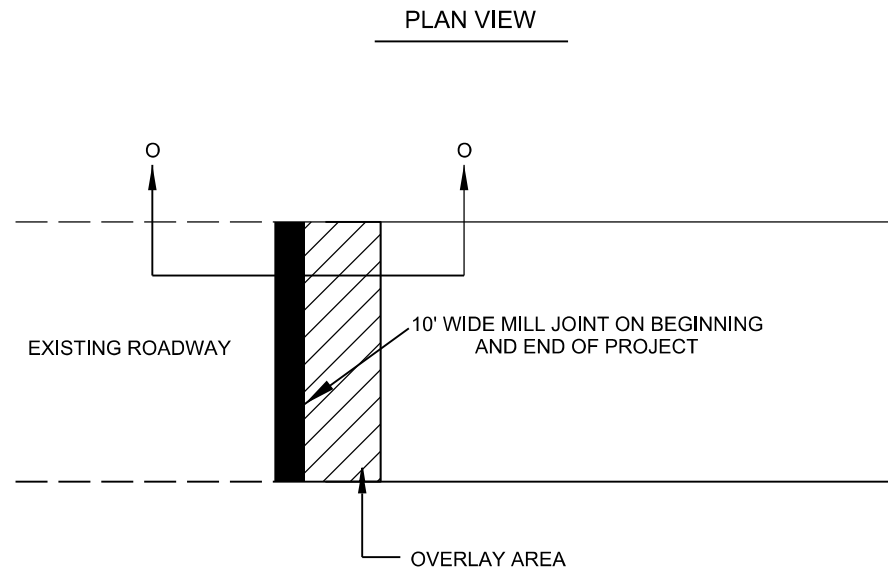 PLAN VIEW
O O
10' WIDE MILL JOINT ON BEGINNING
AND END OF PROJECT
EXISTING ROADWAY
OVERLAY AREA